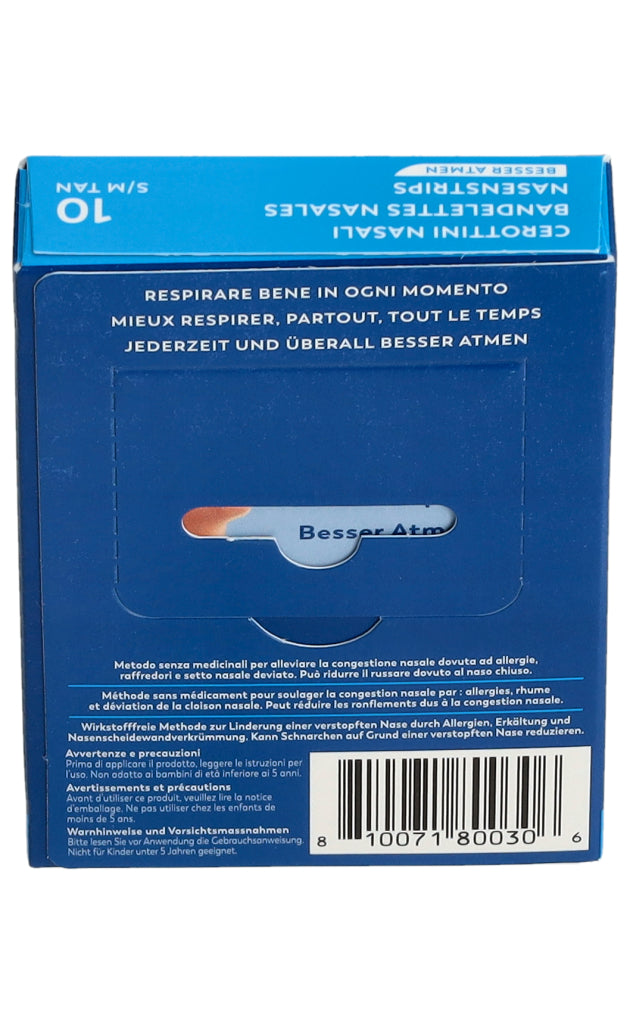 CEROTTINI NASALI
BANDELETTES NASALES
NASENSTRIPS
BESSER ATMEN
10
S/M TAN
RESPIRARE BENE IN OGNI MOMENTO
MIEUX RESPIRER, PARTOUT, TOUT LE TEMPS
JEDERZEIT UND ÜBERALL BESSER ATMEN
Besser Atm
Metodo senza medicinali per alleviare la congestione nasale dovuta ad allergie,
raffredori e setto nasale deviato. Può ridurre il russare dovuto al naso chiuso.
Méthode sans médicament pour soulager la congestion nasale par : allergies, rhume
et déviation de la cloison nasale. Peut réduire les ronflements dus à la congestion nasale.
Wirkstofffreie Methode zur Linderung einer verstopften Nase durch Allergien, Erkältung und
Nasenscheidewandverkrümmung. Kann Schnarchen auf Grund einer verstopften Nase reduzieren.
Avvertenze e precauzioni
Prima di applicare il prodotto, leggere le istruzioni per
l'uso. Non adatto ai bambini di età inferiore ai 5 anni.
Avertissements et précautions
Avant d'utiliser ce produit, veuillez lire la notice
d'emballage. Ne pas utiliser chez les enfants de
moins de 5 ans.
Warnhinweise und Vorsichtsmassnahmen
Bitte lesen Sie vor Anwendung die Gebrauchsanweisung.
Nicht für Kinder unter 5 Jahren geeignet.
8 10071 80030 6